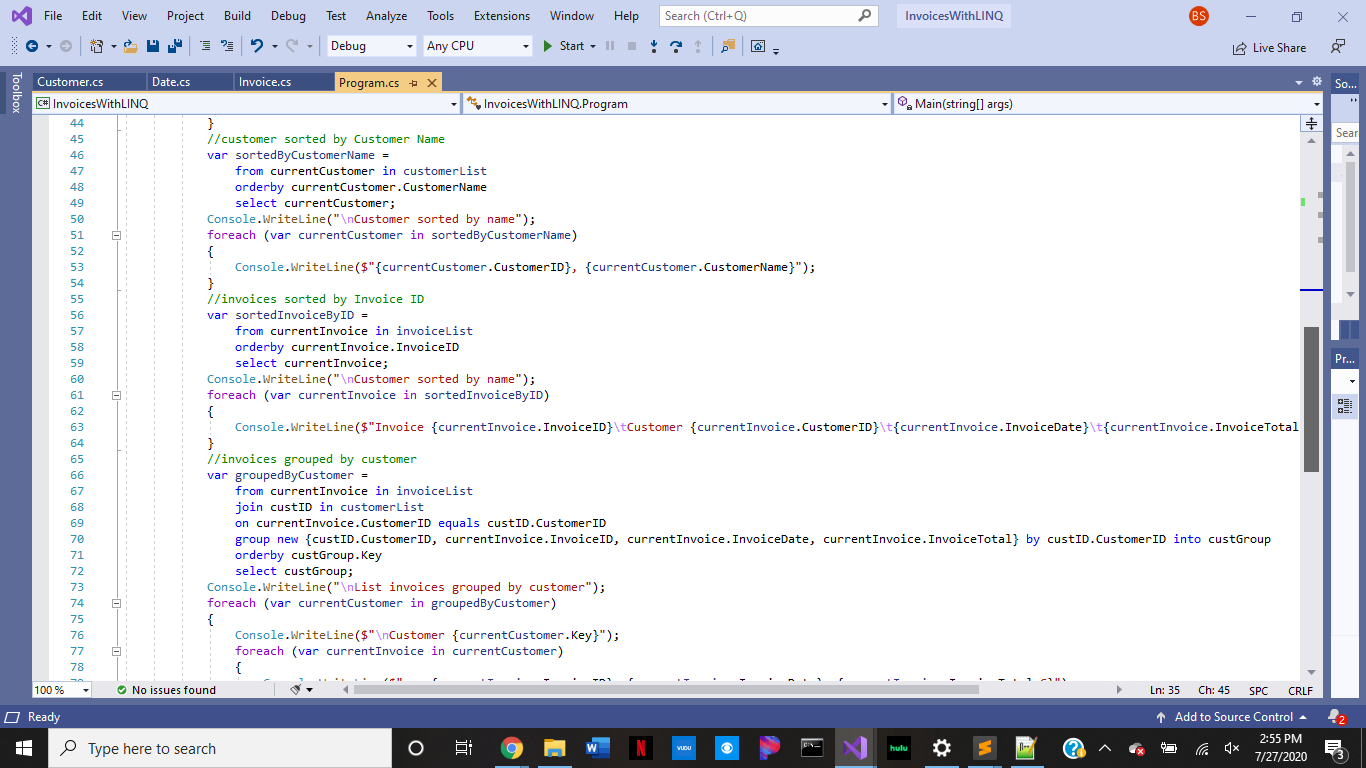 File Edit View Project Build Debug Test Analyze Tools Extensions Window Help Search (Ctrl+Q) InvoicesWithLINQ BS
Debug Any CPU Start Live Share
Toolbox
Customer.cs Date.cs Invoice.cs Program.cs So...
InvoicesWithLINQ InvoicesWithLINQ.Program Main(string[] args)
Sear
44 }
45 //customer sorted by Customer Name
46 var sortedByCustomerName =
47 from currentCustomer in customerList
48 orderby currentCustomer.CustomerName
49 select currentCustomer;
50 Console.WriteLine("\nCustomer sorted by name");
51 foreach (var currentCustomer in sortedByCustomerName)
52 {
53 Console.WriteLine($"{currentCustomer.CustomerID}, {currentCustomer.CustomerName}");
54 }
55 //invoices sorted by Invoice ID
56 var sortedInvoiceByID =
57 from currentInvoice in invoiceList
58 orderby currentInvoice.InvoiceID
59 select currentInvoice;
60 Console.WriteLine("\nCustomer sorted by name");
61 foreach (var currentInvoice in sortedInvoiceByID)
62 {
63 Console.WriteLine($"Invoice {currentInvoice.InvoiceID}\tCustomer {currentInvoice.CustomerID}\t{currentInvoice.InvoiceDate}\t{currentInvoice.InvoiceTotal
64 }
65 //invoices grouped by customer
66 var groupedByCustomer =
67 from currentInvoice in invoiceList
68 join custID in customerList
69 on currentInvoice.CustomerID equals custID.CustomerID
70 group new {custID.CustomerID, currentInvoice.InvoiceID, currentInvoice.InvoiceDate, currentInvoice.InvoiceTotal} by custID.CustomerID into custGroup
71 orderby custGroup.Key
72 select custGroup;
73 Console.WriteLine("\nList invoices grouped by customer");
74 foreach (var currentCustomer in groupedByCustomer)
75 {
76 Console.WriteLine($"\nCustomer {currentCustomer.Key}");
77 foreach (var currentInvoice in currentCustomer)
78 {
Pr...
100 % No issues found Ln: 35 Ch: 45 SPC CRLF
Ready Add to Source Control 2
Type here to search VUDU hulu 2:55 PM
7/27/2020 3